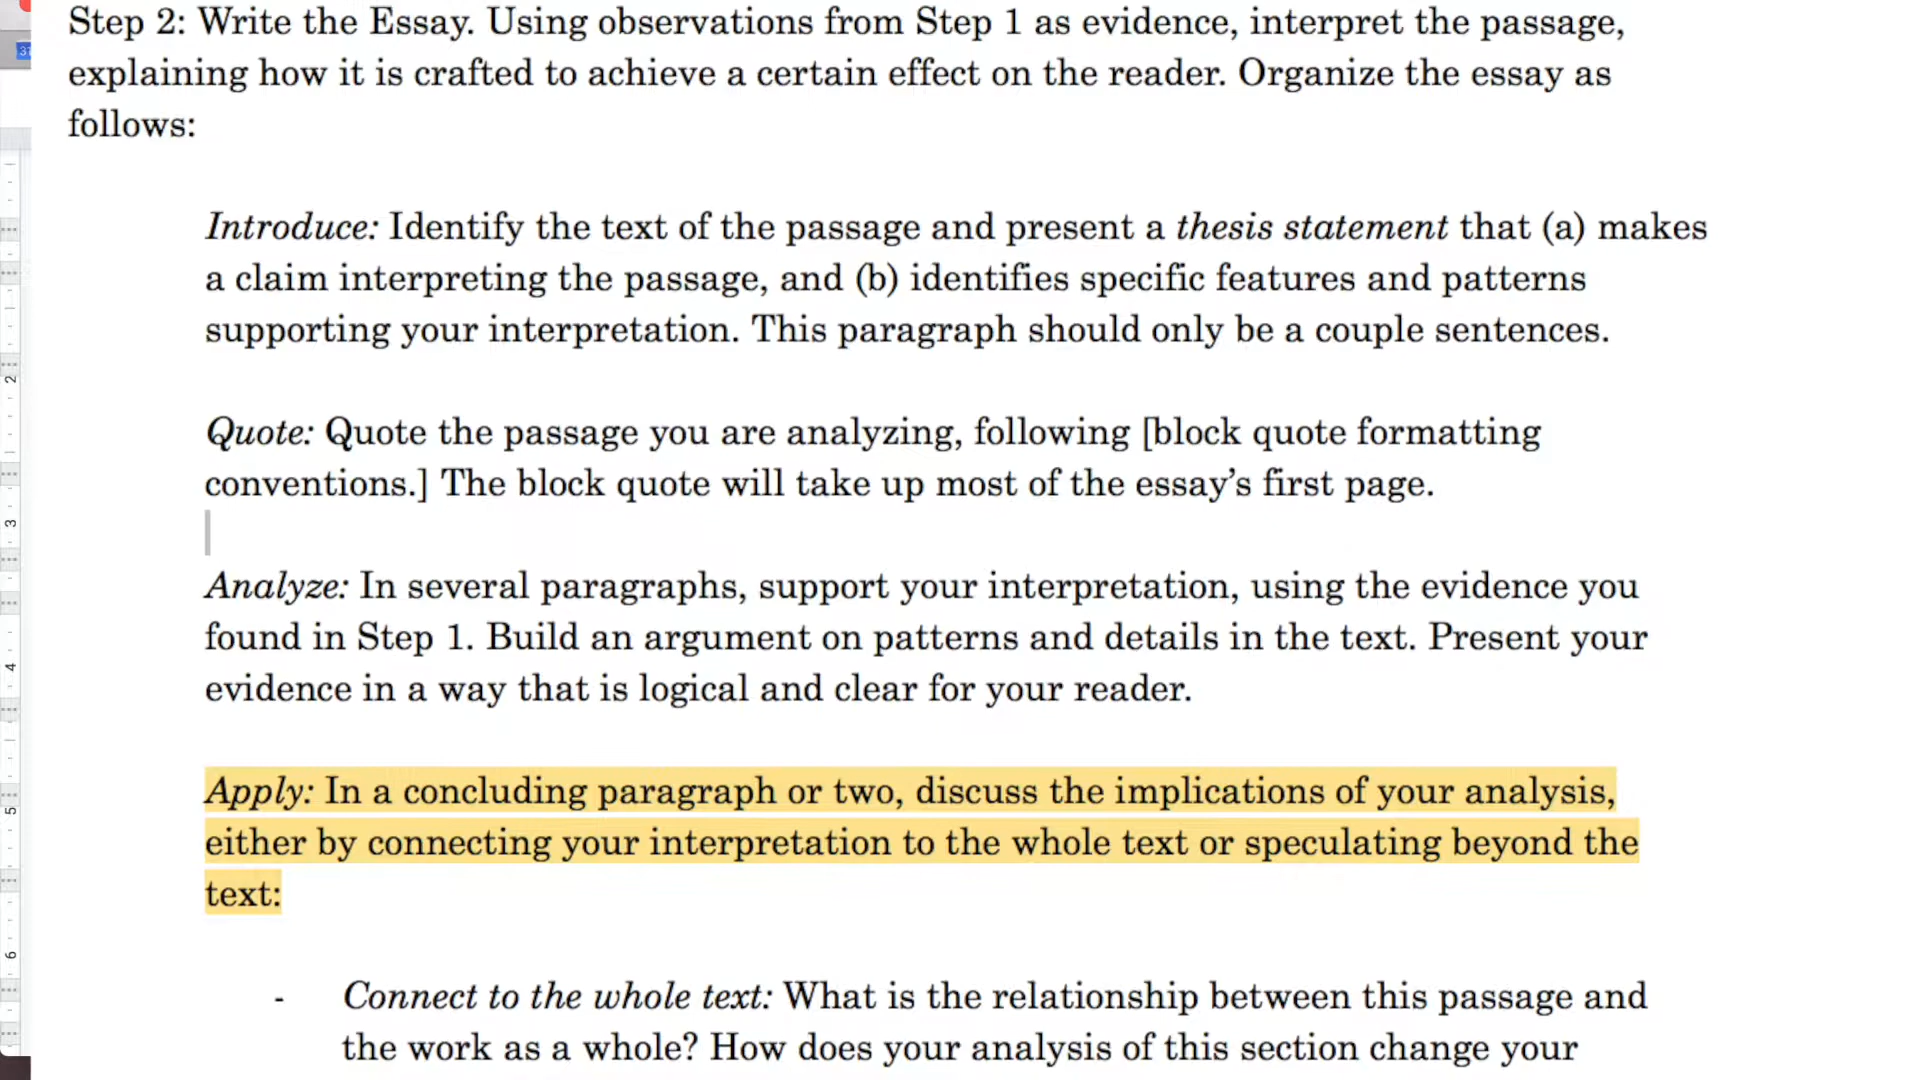 Step 2: Write the Essay. Using observations from Step 1 as evidence, interpret the passage,
explaining how it is crafted to achieve a certain effect on the reader. Organize the essay as
follows:
Introduce: Identify the text of the passage and present a thesis statement that (a) makes
a claim interpreting the passage, and (b) identifies specific features and patterns
supporting your interpretation. This paragraph should only be a couple sentences.
Quote: Quote the passage you are analyzing, following [block quote formatting
conventions.] The block quote will take up most of the essay’s first page.
Analyze: In several paragraphs, support your interpretation, using the evidence you
found in Step 1. Build an argument on patterns and details in the text. Present your
evidence in a way that is logical and clear for your reader.
Apply: In a concluding paragraph or two, discuss the implications of your analysis,
either by connecting your interpretation to the whole text or speculating beyond the
text:
- Connect to the whole text: What is the relationship between this passage and
the work as a whole? How does your analysis of this section change your
37
2
3
4
5
6